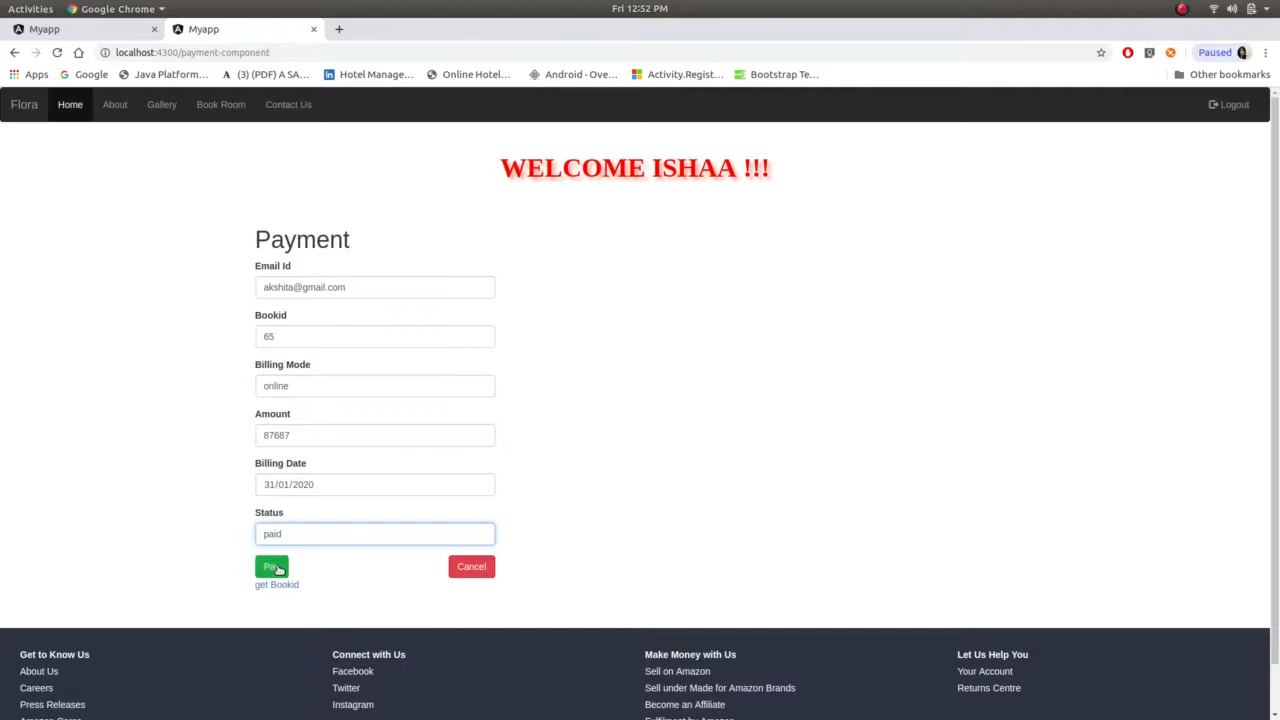 Activities Google Chrome Fri 12:52 PM
Myapp Myapp
localhost:4300/payment-component Paused
Apps Google Java Platform... (3) (PDF) A SA... Hotel Manage... Online Hotel... Android - Ove... Activity.Regist... Bootstrap Te... Other bookmarks
Flora Home About Gallery Book Room Contact Us Logout
WELCOME ISHAA !!!
Payment
Email Id
akshita@gmail.com
Bookid
65
Billing Mode
online
Amount
87687
Billing Date
31/01/2020
Status
paid
Cancel
get Bookid
Get to Know Us Connect with Us Make Money with Us Let Us Help You
About Us Facebook Sell on Amazon Your Account
Careers Twitter Sell under Made for Amazon Brands Returns Centre
Press Releases Instagram Become an Affiliate